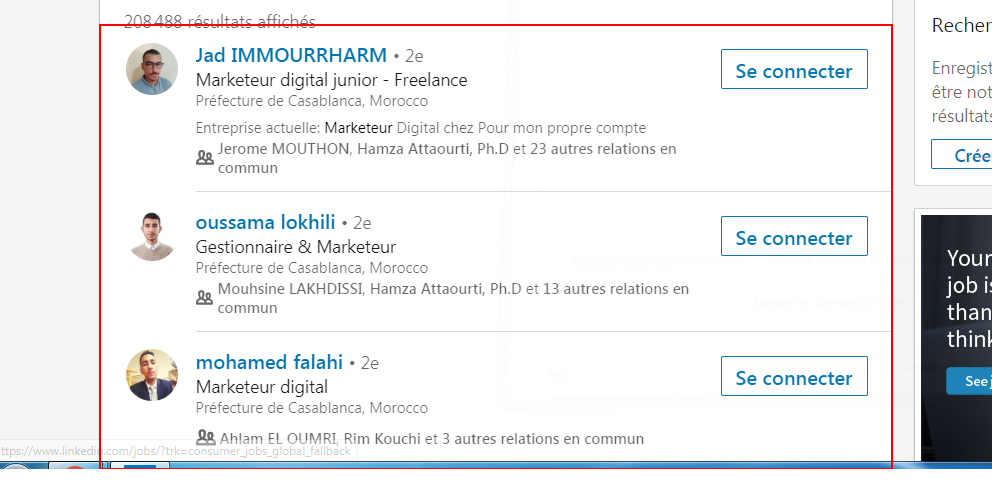 208 488 résultats affichés
Jad IMMOURRHARM • 2e
Se connecter
Marketeur digital junior - Freelance
Préfecture de Casablanca, Morocco
Entreprise actuelle: Marketeur Digital chez Pour mon propre compte
Jerome MOUTHON, Hamza Attaourti, Ph.D et 23 autres relations en
commun
oussama lokhili • 2e
Se connecter
Gestionnaire & Marketeur
Préfecture de Casablanca, Morocco
Mouhsine LAKHDISSI, Hamza Attaourti, Ph.D et 13 autres relations en
commun
mohamed falahi • 2e
Se connecter
Marketeur digital
Préfecture de Casablanca, Morocco
Ahlam EL OUMRI, Rim Kouchi et 3 autres relations en commun
ttps://www.linkedin.com/jobs/?trk=consumer_jobs_global_fallback
Recher
Enregist
être not
résultats
Crée
Your
job is
than
think
See j